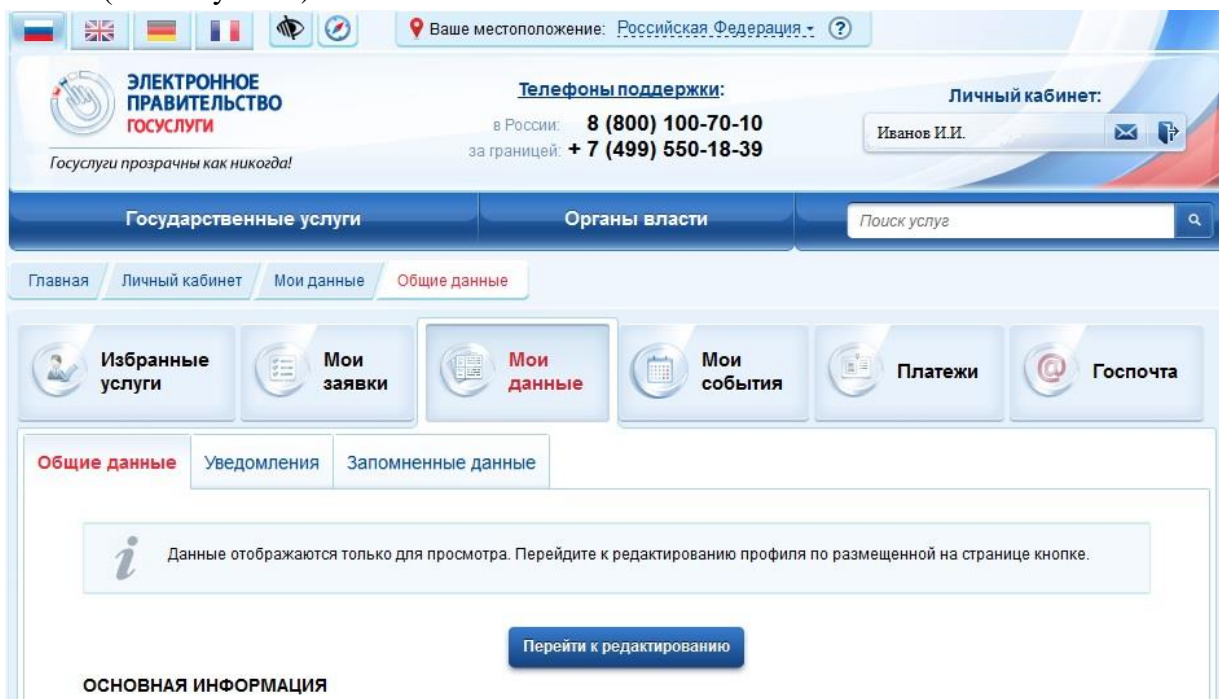 Ваше местоположение: Российская Федерация ?
ЭЛЕКТРОННОЕ
ПРАВИТЕЛЬСТВО
ГОСУСЛУГИ
Госуслуги прозрачны как никогда!
Телефоны поддержки:
в России: 8 (800) 100-70-10
за границей: + 7 (499) 550-18-39
Личный кабинет:
Иванов И.И.
Государственные услуги
Органы власти
Поиск услуг
Главная
Личный кабинет
Мои данные
Общие данные
Избранные
услуги
Мои
заявки
Мои
данные
Мои
события
Платежи
Госпочта
Общие данные
Уведомления
Запомненные данные
Данные отображаются только для просмотра. Перейдите к редактированию профиля по размещенной на странице кнопке.
Перейти к редактированию
ОСНОВНАЯ ИНФОРМАЦИЯ